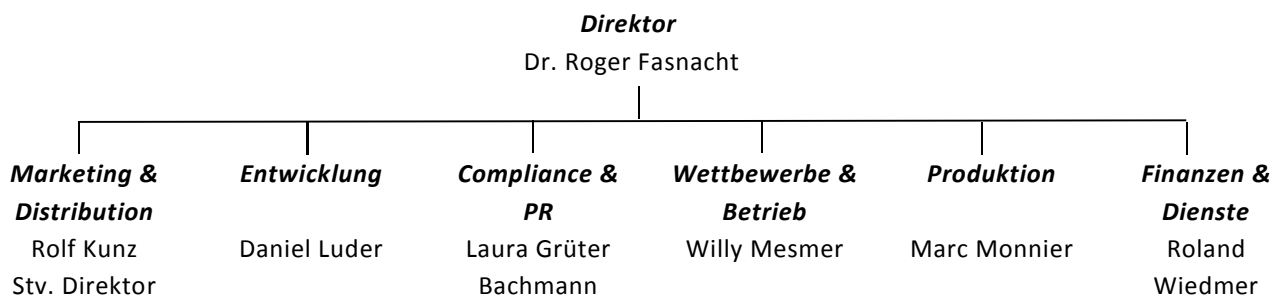 Direktor
Dr. Roger Fasnacht
Marketing &
Distribution
Rolf Kunz
Stv. Direktor
Entwicklung
Daniel Luder
Compliance &
PR
Laura Grüter
Bachmann
Wettbewerbe &
Betrieb
Willy Mesmer
Produktion
Marc Monnier
Finanzen &
Dienste
Roland
Wiedmer